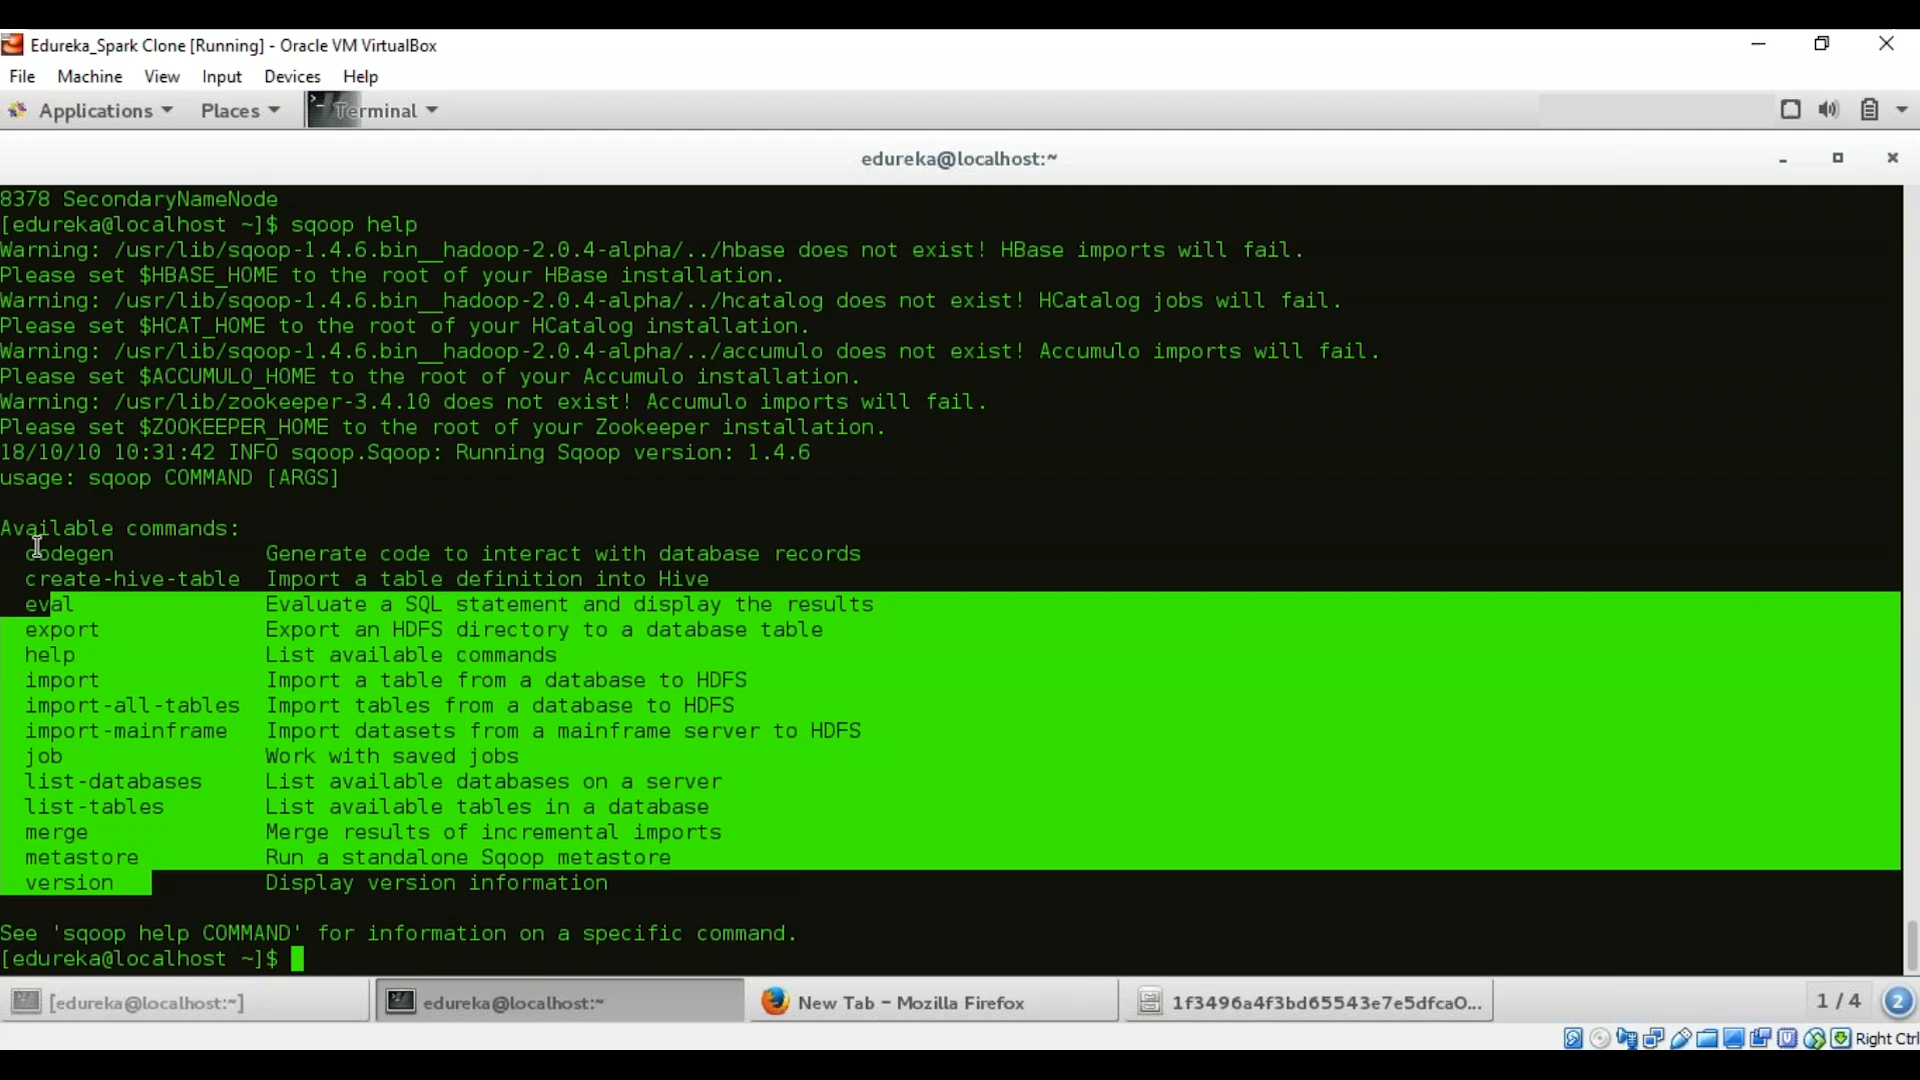 Edureka_Spark Clone [Running] - Oracle VM VirtualBox
File Machine View Input Devices Help
Applications Places Terminal
edureka@localhost:~
8378 SecondaryNameNode
[edureka@localhost ~]$ sqoop help
Warning: /usr/lib/sqoop-1.4.6.bin__hadoop-2.0.4-alpha/../hbase does not exist! HBase imports will fail.
Please set $HBASE_HOME to the root of your HBase installation.
Warning: /usr/lib/sqoop-1.4.6.bin__hadoop-2.0.4-alpha/../hcatalog does not exist! HCatalog jobs will fail.
Please set $HCAT_HOME to the root of your HCatalog installation.
Warning: /usr/lib/sqoop-1.4.6.bin__hadoop-2.0.4-alpha/../accumulo does not exist! Accumulo imports will fail.
Please set $ACCUMULO_HOME to the root of your Accumulo installation.
Warning: /usr/lib/zookeeper-3.4.10 does not exist! Accumulo imports will fail.
Please set $ZOOKEEPER_HOME to the root of your Zookeeper installation.
18/10/10 10:31:42 INFO sqoop.Sqoop: Running Sqoop version: 1.4.6
usage: sqoop COMMAND [ARGS]
Available commands:
codegen Generate code to interact with database records
create-hive-table Import a table definition into Hive
eval Evaluate a SQL statement and display the results
export Export an HDFS directory to a database table
help List available commands
import Import a table from a database to HDFS
import-all-tables Import tables from a database to HDFS
import-mainframe Import datasets from a mainframe server to HDFS
job Work with saved jobs
list-databases List available databases on a server
list-tables List available tables in a database
merge Merge results of incremental imports
metastore Run a standalone Sqoop metastore
version Display version information
See 'sqoop help COMMAND' for information on a specific command.
[edureka@localhost ~]$
[edureka@localhost:~] edureka@localhost:~ New Tab - Mozilla Firefox 1f3496a4f3bd65543e7e5dfca0... 1 / 4 2
Right Ctrl